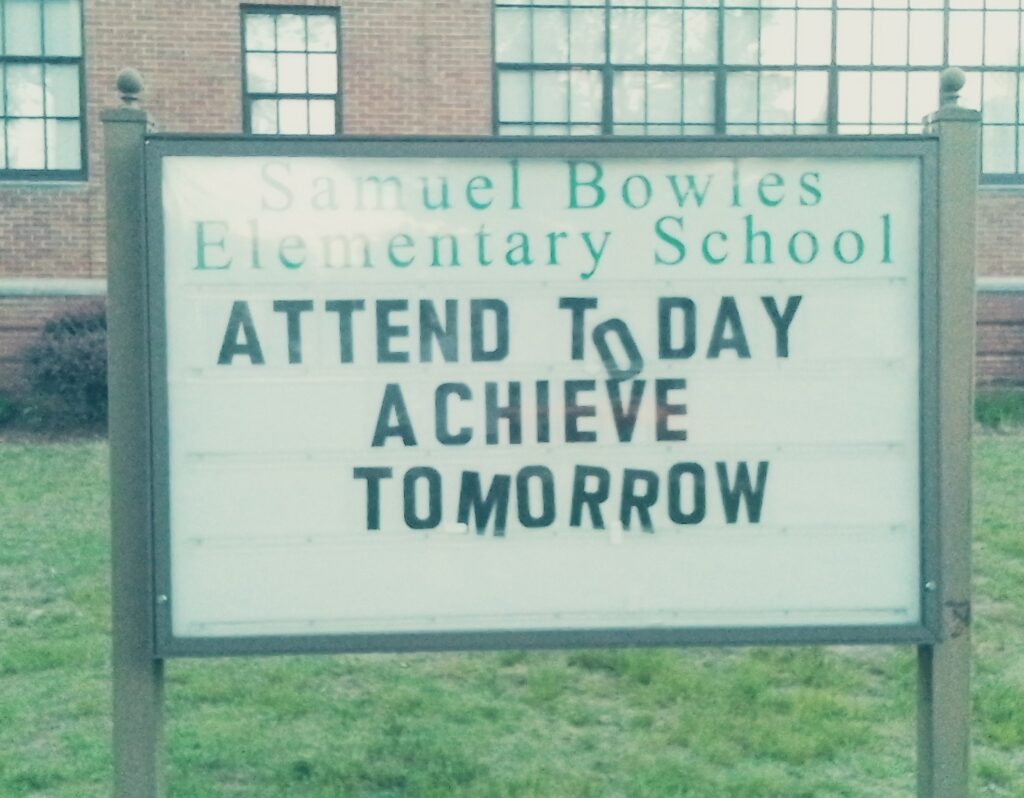 Samuel Bowles
Elementary School
ATTEND TODAY
ACHIEVE
TOMORROW